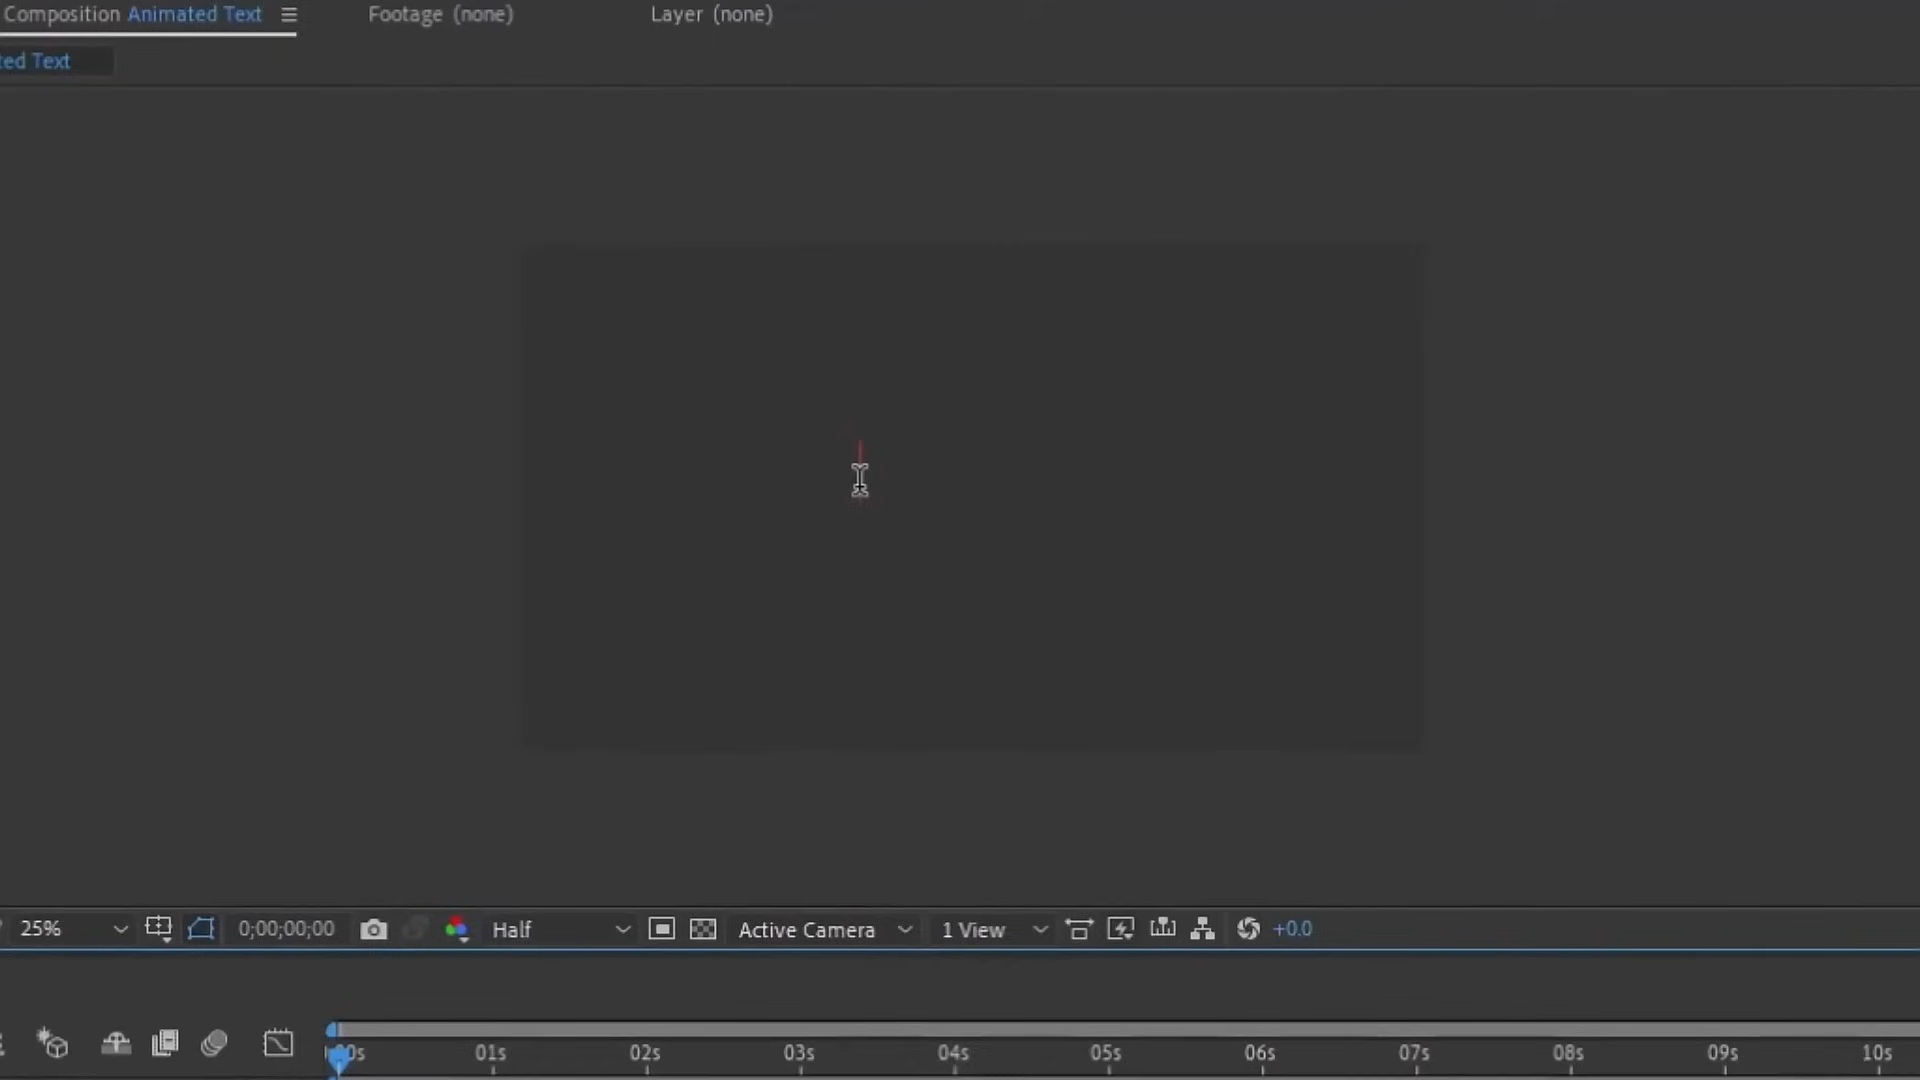 Composition Animated Text Footage (none) Layer (none)
ted Text
25% 0;00;00;00 Half Active Camera 1 View +0.0
0s 01s 02s 03s 04s 05s 06s 07s 08s 09s 10s